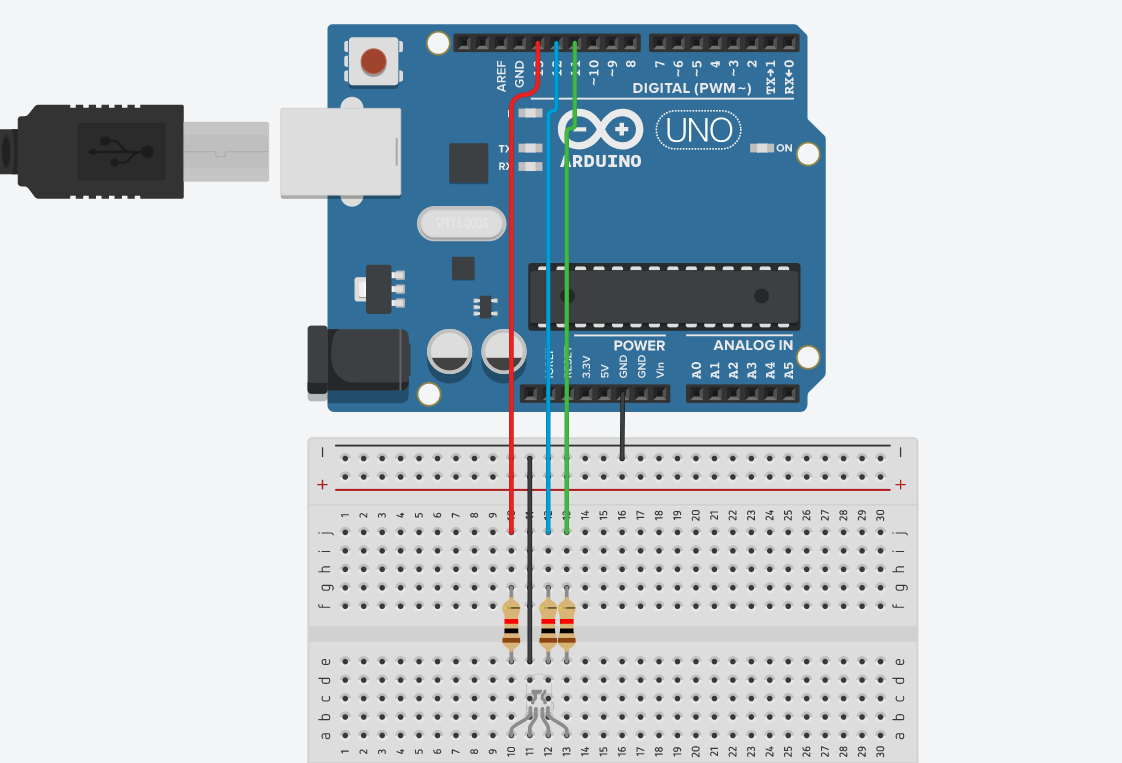 AREF
GND
13
12
11
~10
~9
8
7
~6
~5
4
~3
2
TX→1
RX←0
DIGITAL (PWM~)
L
TX
RX
UNO
ARDUINO
ON
POWER
ANALOG IN
IOREF
RESET
3.3V
5V
GND
GND
Vin
A0
A1
A2
A3
A4
A5
− −
+ +
1 2 3 4 5 6 7 8 9 10 11 12 13 14 15 16 17 18 19 20 21 22 23 24 25 26 27 28 29 30
j j
i i
h h
g g
f f
e e
d d
c c
b b
a a
1 2 3 4 5 6 7 8 9 10 11 12 13 14 15 16 17 18 19 20 21 22 23 24 25 26 27 28 29 30